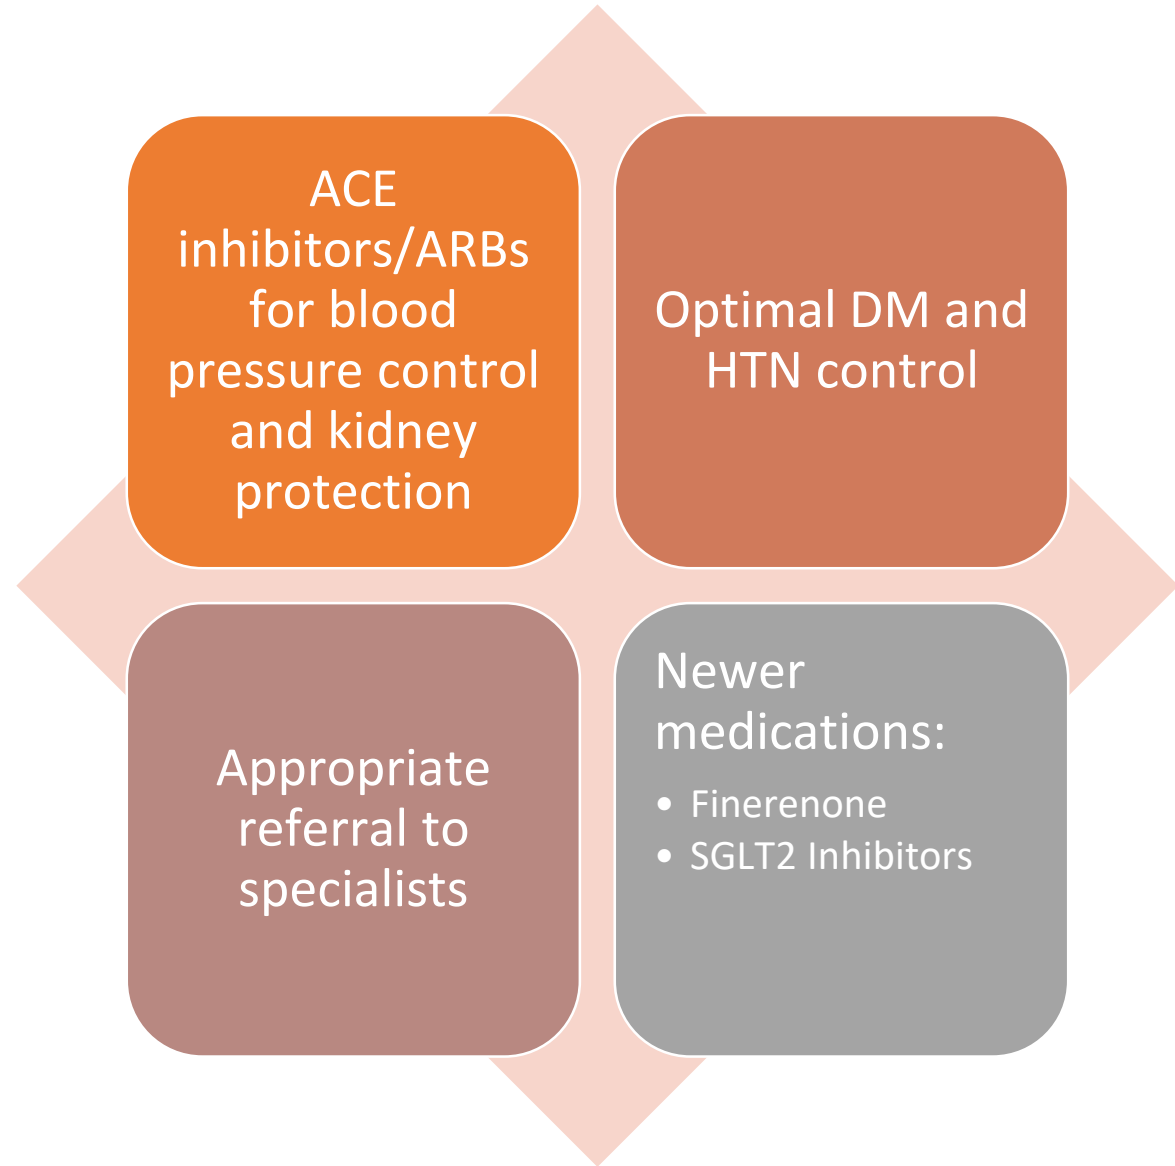 ACE
inhibitors/ARBs
for blood
pressure control
and kidney
protection
Optimal DM and
HTN control
Appropriate
referral to
specialists
Newer
medications:
• Finerenone
• SGLT2 Inhibitors